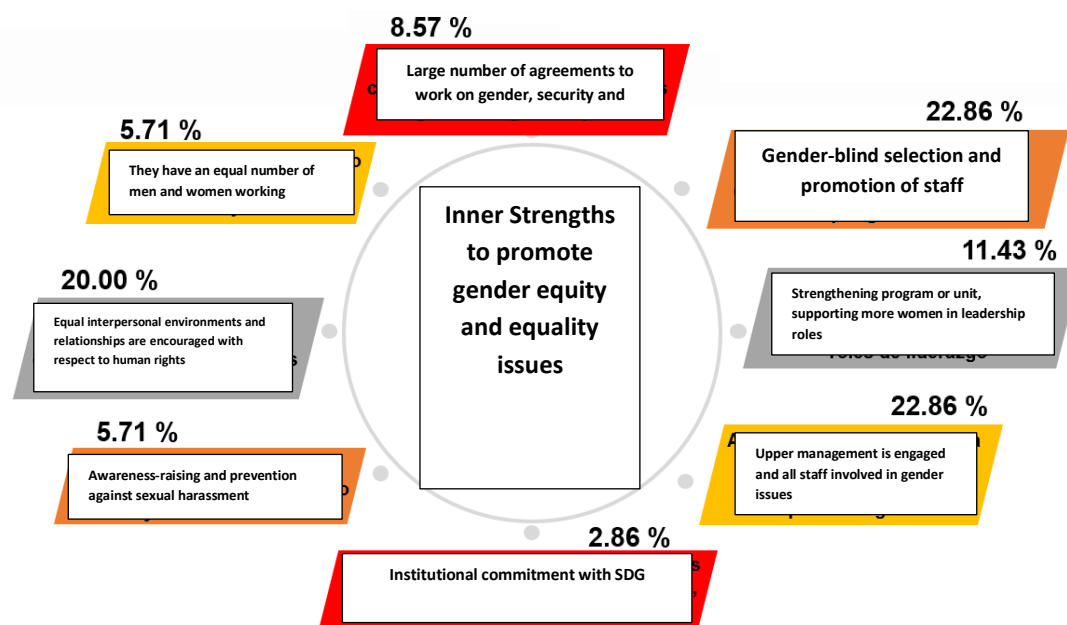 8.57 %
Large number of agreements to
work on gender, security and
22.86 %
Gender-blind selection and
promotion of staff
11.43 %
Strengthening program or unit,
supporting more women in leadership
roles
22.86 %
Upper management is engaged
and all staff involved in gender
issues
2.86 %
Institutional commitment with SDG
5.71 %
Awareness-raising and prevention
against sexual harassment
20.00 %
Equal interpersonal environments and
relationships are encouraged with
respect to human rights
5.71 %
They have an equal number of
men and women working
Inner Strengths
to promote
gender equity
and equality
issues